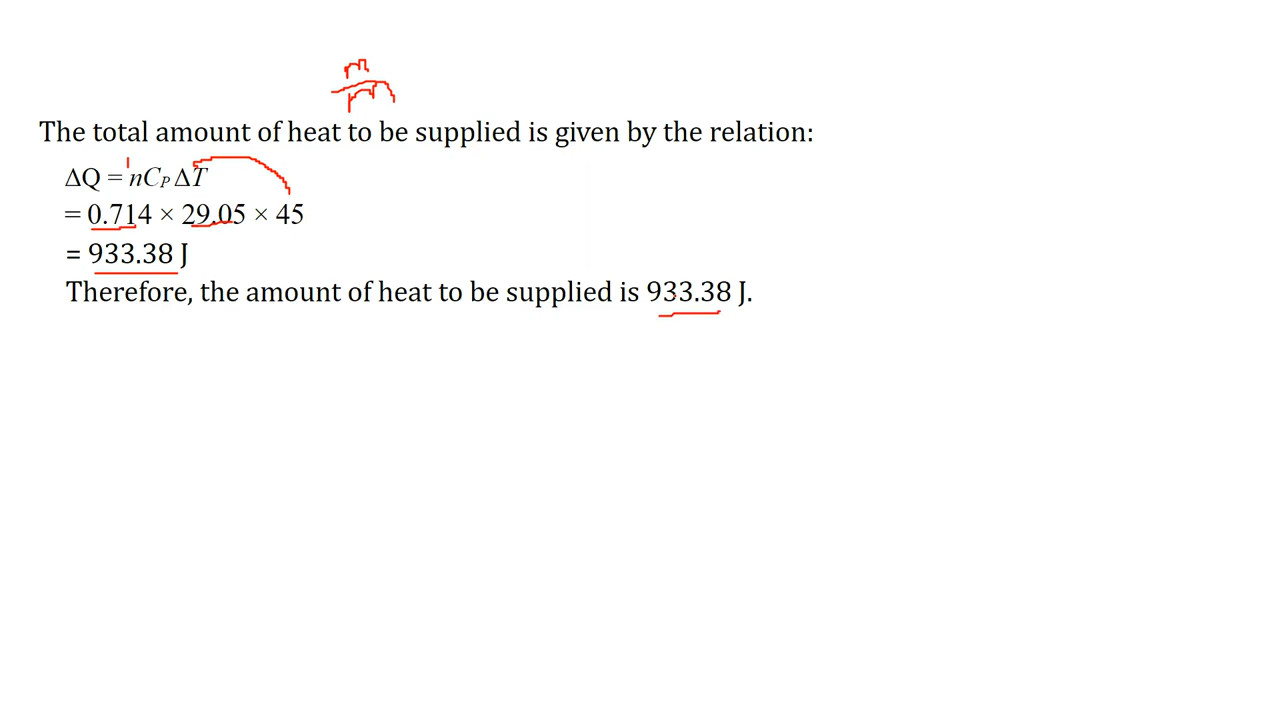 m
m
The total amount of heat to be supplied is given by the relation:
ΔQ = nCP ΔT
= 0.714 × 29.05 × 45
= 933.38 J
Therefore, the amount of heat to be supplied is 933.38 J.